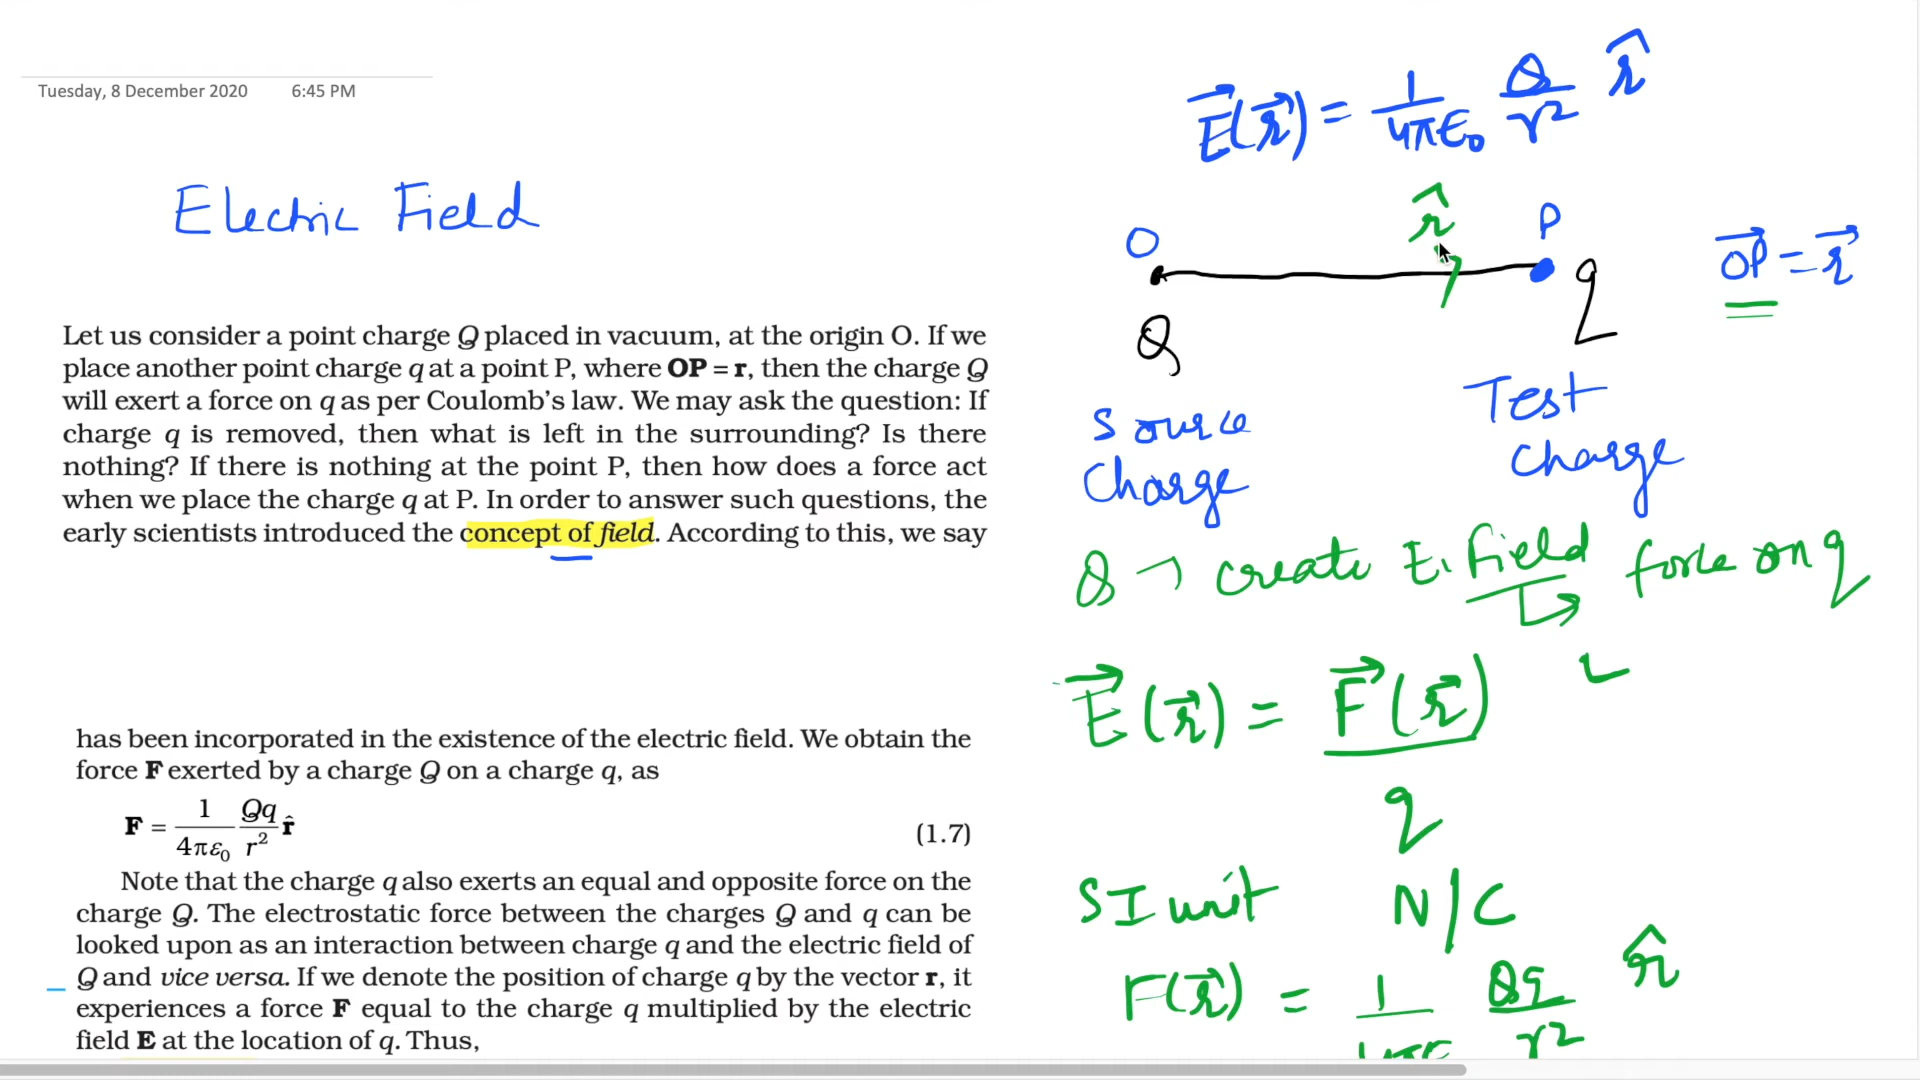 Tuesday, 8 December 2020 6:45 PM
Electric Field
Let us consider a point charge Q placed in vacuum, at the origin O. If we
place another point charge q at a point P, where OP = r, then the charge Q
will exert a force on q as per Coulomb's law. We may ask the question: If
charge q is removed, then what is left in the surrounding? Is there
nothing? If there is nothing at the point P, then how does a force act
when we place the charge q at P. In order to answer such questions, the
early scientists introduced the concept of field. According to this, we say
has been incorporated in the existence of the electric field. We obtain the
force F exerted by a charge Q on a charge q, as
F = 1/4πε₀ Qq/r² r̂ (1.7)
Note that the charge q also exerts an equal and opposite force on the
charge Q. The electrostatic force between the charges Q and q can be
looked upon as an interaction between charge q and the electric field of
Q and vice versa. If we denote the position of charge q by the vector r, it
experiences a force F equal to the charge q multiplied by the electric
field E at the location of q. Thus,
E⃗(r⃗) = 1/4πε₀ Q/r² r̂
r̂
O P
OP⃗ = r⃗
Q q
Source Test
Charge Charge
Q → create E. field ↳ force on q
E⃗(r⃗) = F⃗(r⃗)/q
SI unit N/C
F(r⃗) = 1/4πε Qq/r² r̂